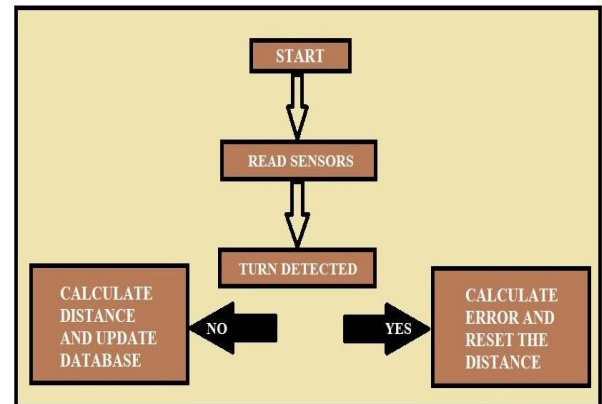 START
READ SENSORS
TURN DETECTED
CALCULATE
DISTANCE
AND UPDATE
DATABASE
NO
YES
CALCULATE
ERROR AND
RESET THE
DISTANCE